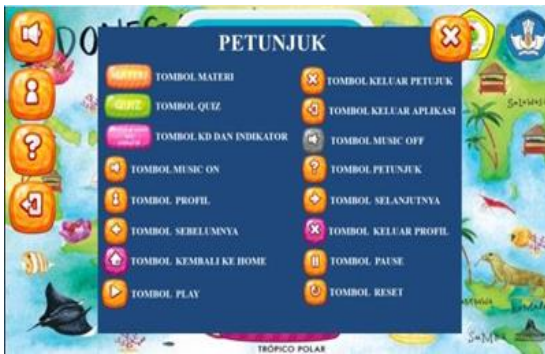 PETUNJUK
MATERI TOMBOL MATERI
QUIZ TOMBOL QUIZ
TOMBOL KD DAN INDIKATOR
TOMBOL MUSIC ON
TOMBOL PROFIL
TOMBOL SEBELUMNYA
TOMBOL KEMBALI KE HOME
TOMBOL PLAY
TOMBOL KELUAR PETUJUK
TOMBOL KELUAR APLIKASI
TOMBOL MUSIC OFF
TOMBOL PETUNJUK
TOMBOL SELANJUTNYA
TOMBOL KELUAR PROFIL
TOMBOL PAUSE
TOMBOL RESET
TRÓPICO POLAR